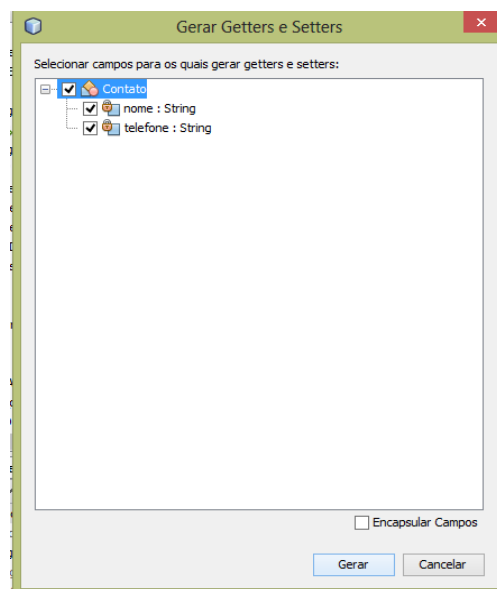 Gerar Getters e Setters
Selecionar campos para os quais gerar getters e setters:
Contato
nome : String
telefone : String
Encapsular Campos
Gerar
Cancelar